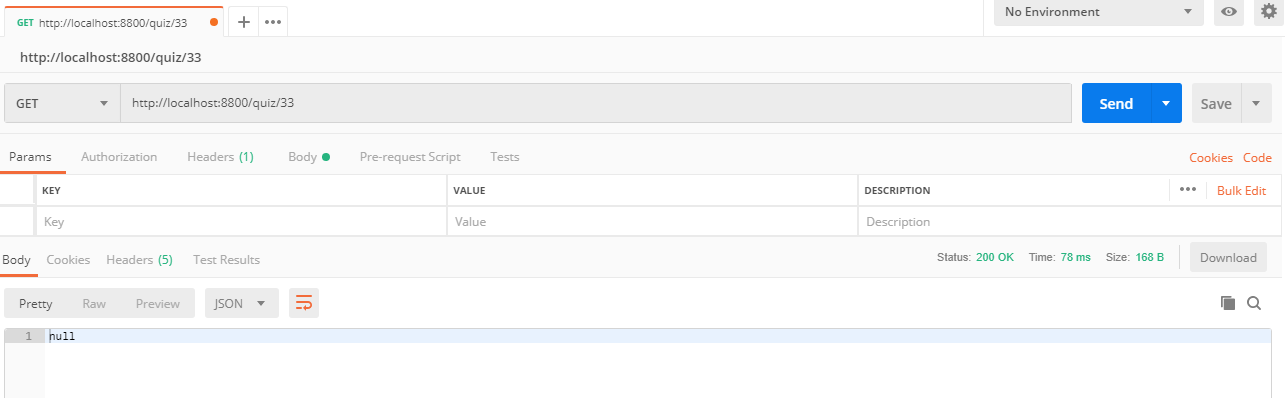 GET http://localhost:8800/quiz/33 No Environment
http://localhost:8800/quiz/33
GET http://localhost:8800/quiz/33 Send Save
Params Authorization Headers (1) Body Pre-request Script Tests Cookies Code
KEY VALUE DESCRIPTION Bulk Edit
Key Value Description
Body Cookies Headers (5) Test Results Status: 200 OK Time: 78 ms Size: 168 B Download
Pretty Raw Preview JSON
1 null